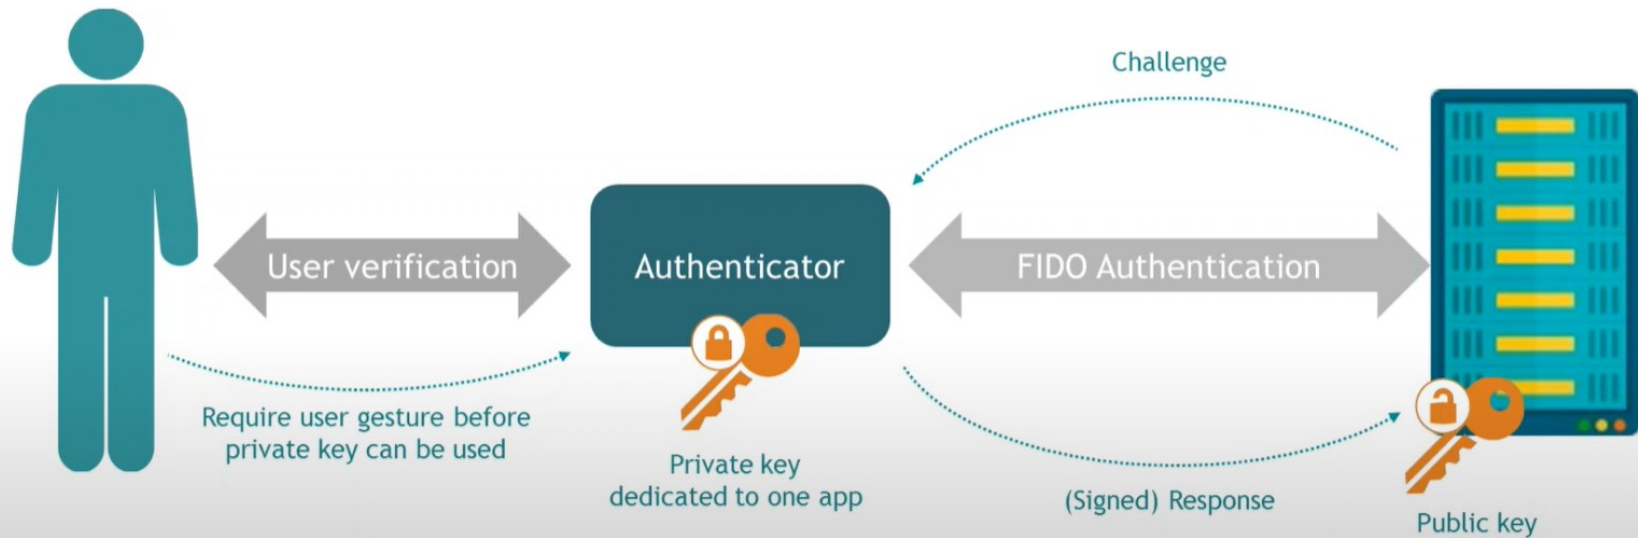 Challenge
User verification
Authenticator
FIDO Authentication
Require user gesture before
private key can be used
Private key
dedicated to one app
(Signed) Response
Public key